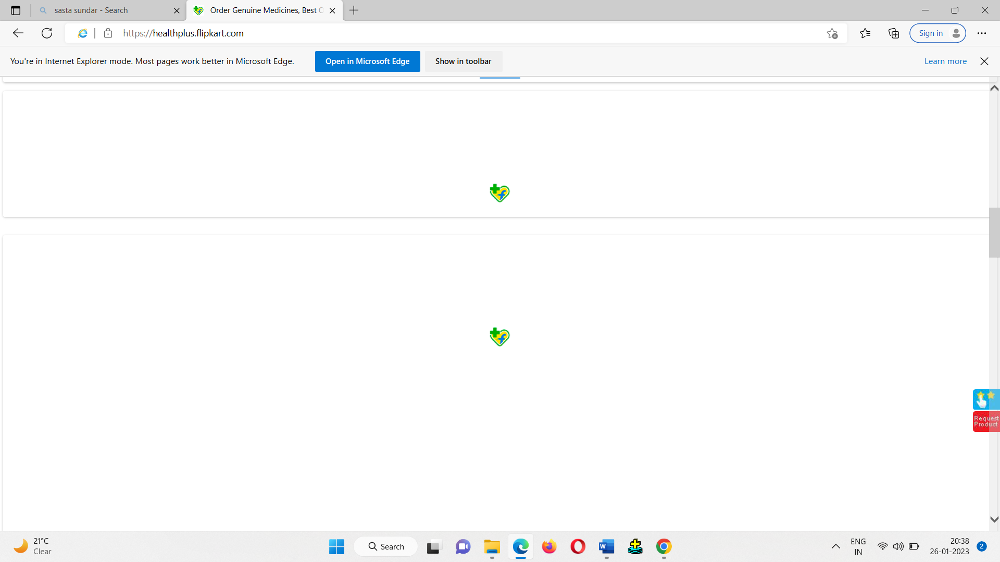 sasta sundar - Search
Order Genuine Medicines, Best
https://healthplus.flipkart.com
Sign in
You're in Internet Explorer mode. Most pages work better in Microsoft Edge.
Open in Microsoft Edge
Show in toolbar
Learn more
Request
Product
21°C
Clear
Search
ENG
IN
20:38
26-01-2023
2